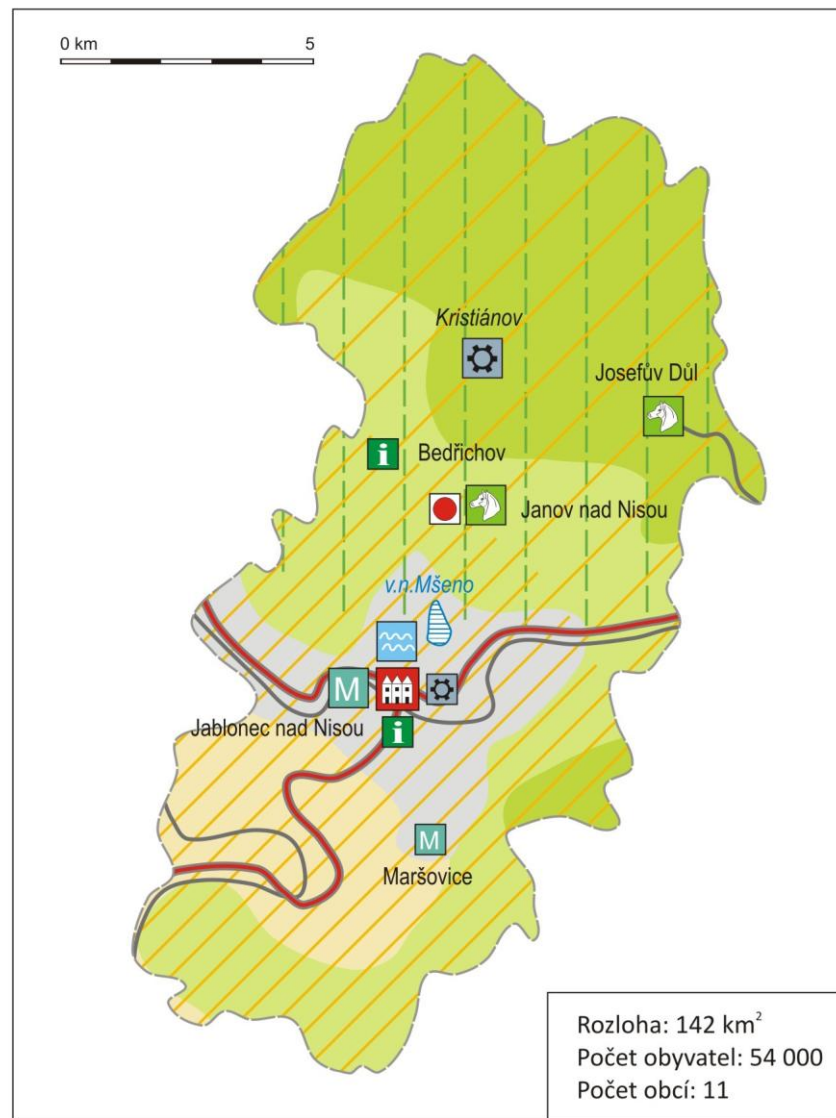 0 km 5
Kristiánov
Josefův Důl
i Bedřichov
Janov nad Nisou
v.n.Mšeno
M
Jablonec nad Nisou
i
M
Maršovice
Rozloha: 142 km²
Počet obyvatel: 54 000
Počet obcí: 11